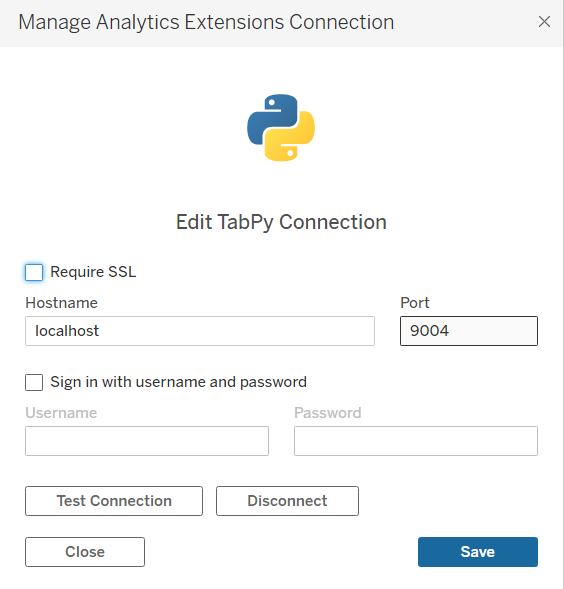 Manage Analytics Extensions Connection
Edit TabPy Connection
Require SSL
Hostname Port
localhost 9004
Sign in with username and password
Username Password
Test Connection Disconnect
Close Save